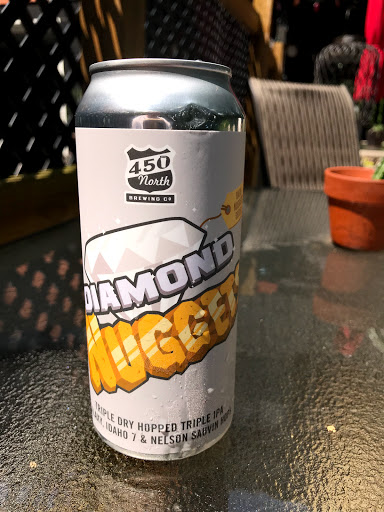 450
North
BREWING CO
DIAMOND
NUGGETS
TRIPLE DRY HOPPED TRIPLE IPA
IDAHO 7 & NELSON SAUVIN